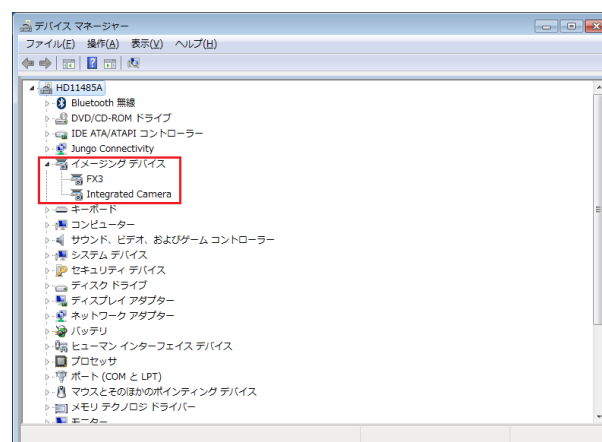 デバイス マネージャー
ファイル(F) 操作(A) 表示(V) ヘルプ(H)
HD11485A
Bluetooth 無線
DVD/CD-ROM ドライブ
IDE ATA/ATAPI コントローラー
Jungo Connectivity
イメージング デバイス
FX3
Integrated Camera
キーボード
コンピューター
サウンド、ビデオ、およびゲーム コントローラー
システム デバイス
セキュリティ デバイス
ディスク ドライブ
ディスプレイ アダプター
ネットワーク アダプター
バッテリ
ヒューマン インターフェイス デバイス
プロセッサ
ポート (COM と LPT)
マウスとそのほかのポインティング デバイス
メモリ テクノロジ ドライバー
モニター